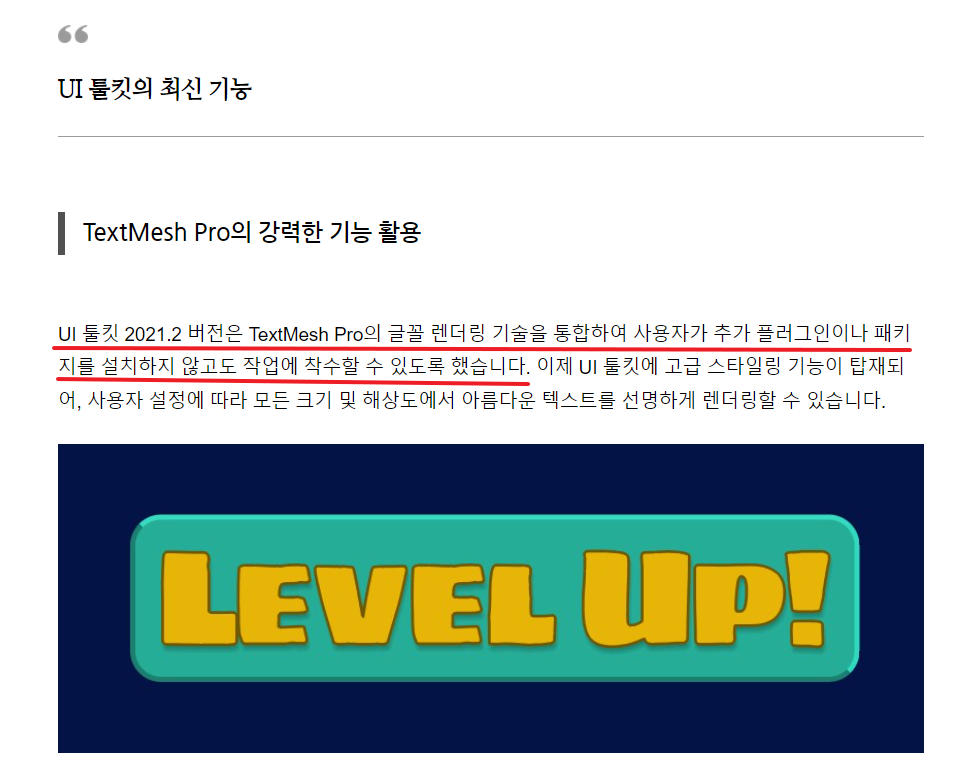 UI 툴킷의 최신 기능
TextMesh Pro의 강력한 기능 활용
UI 툴킷 2021.2 버전은 TextMesh Pro의 글꼴 렌더링 기술을 통합하여 사용자가 추가 플러그인이나 패키
지를 설치하지 않고도 작업에 착수할 수 있도록 했습니다. 이제 UI 툴킷에 고급 스타일링 기능이 탑재되
어, 사용자 설정에 따라 모든 크기 및 해상도에서 아름다운 텍스트를 선명하게 렌더링할 수 있습니다.
LEVEL UP!